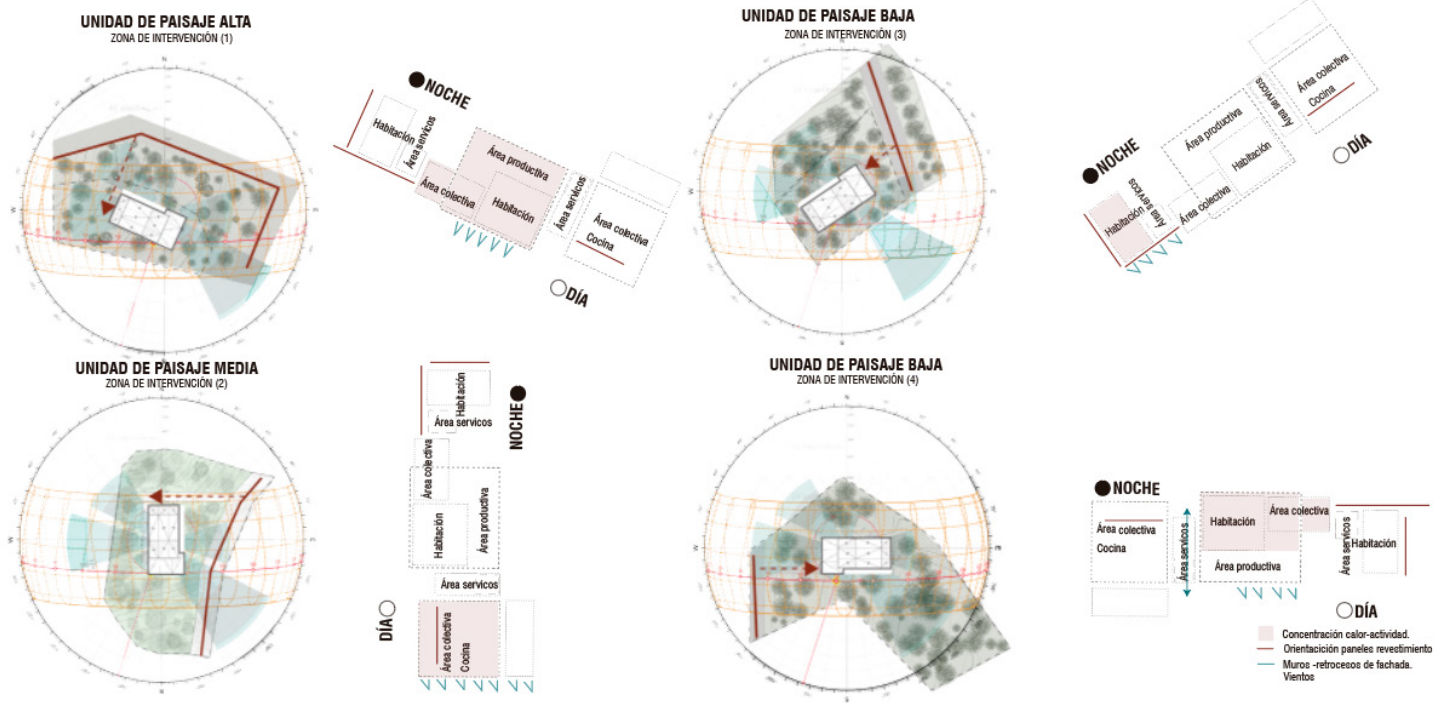 UNIDAD DE PAISAJE ALTA
ZONA DE INTERVENCIÓN (1)
NOCHE
Habitación
Área servicos
Área productiva
Área colectiva
Habitación
Área servicos
Área colectiva
Cocina
DÍA
UNIDAD DE PAISAJE BAJA
ZONA DE INTERVENCIÓN (3)
Área colectiva
Cocina
Área servicos
Área productiva
Habitación
DÍA
NOCHE
Área servicos
Área colectiva
Habitación
UNIDAD DE PAISAJE MEDIA
ZONA DE INTERVENCIÓN (2)
Habitación
Área servicos
NOCHE
Área colectiva
Habitación
Área productiva
Área servicos
DÍA
Área colectiva
Cocina
UNIDAD DE PAISAJE BAJA
ZONA DE INTERVENCIÓN (4)
NOCHE
Área colectiva
Cocina
Área servicos
Habitación
Área colectiva
Área productiva
Área servicos
Habitación
DÍA
Concentración calor-actividad.
Orientacición paneles revestimiento
Muros -retrocesos de fachada.
Vientos